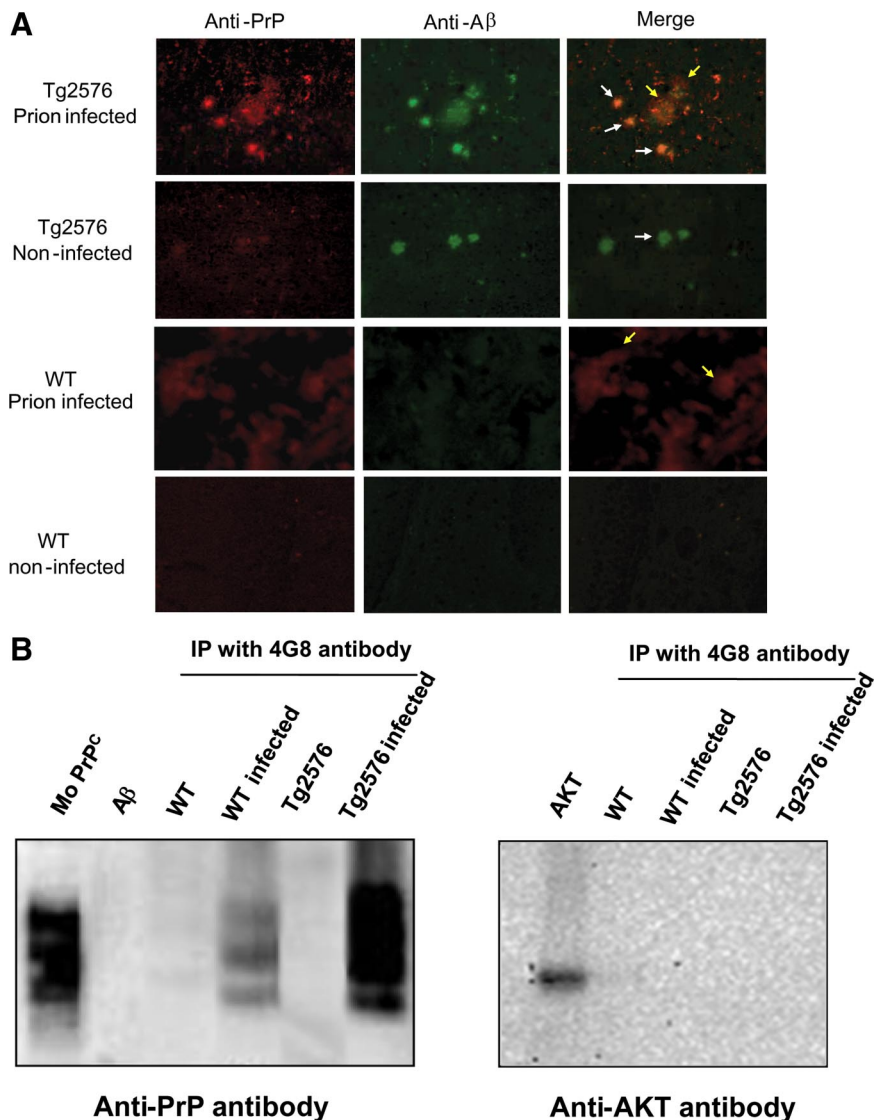 A
Anti-PrP
Anti-Aβ
Merge
Tg2576
Prion infected
Tg2576
Non-infected
WT
Prion infected
WT
non-infected
B
IP with 4G8 antibody
Mo PrPᶜ
Aβ
WT
WT infected
Tg2576
Tg2576 infected
Anti-PrP antibody
IP with 4G8 antibody
AKT
WT
WT infected
Tg2576
Tg2576 infected
Anti-AKT antibody